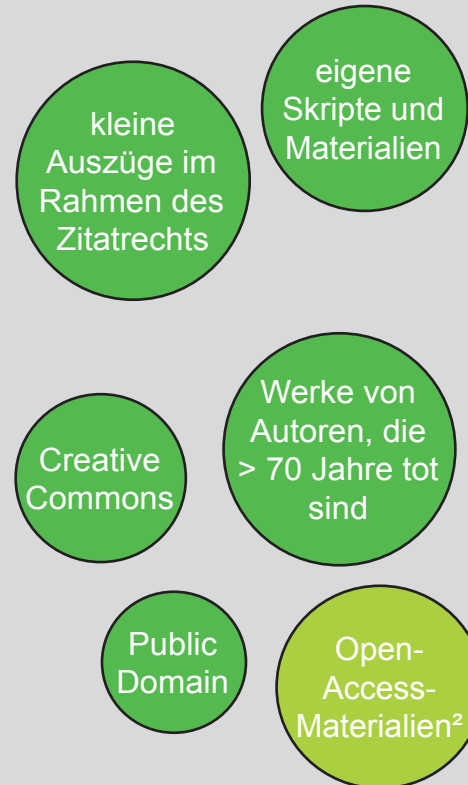 kleine
Auszüge im
Rahmen des
Zitatrechts
eigene
Skripte und
Materialien
Creative
Commons
Werke von
Autoren, die
> 70 Jahre tot
sind
Public
Domain
Open-
Access-
Materialien²